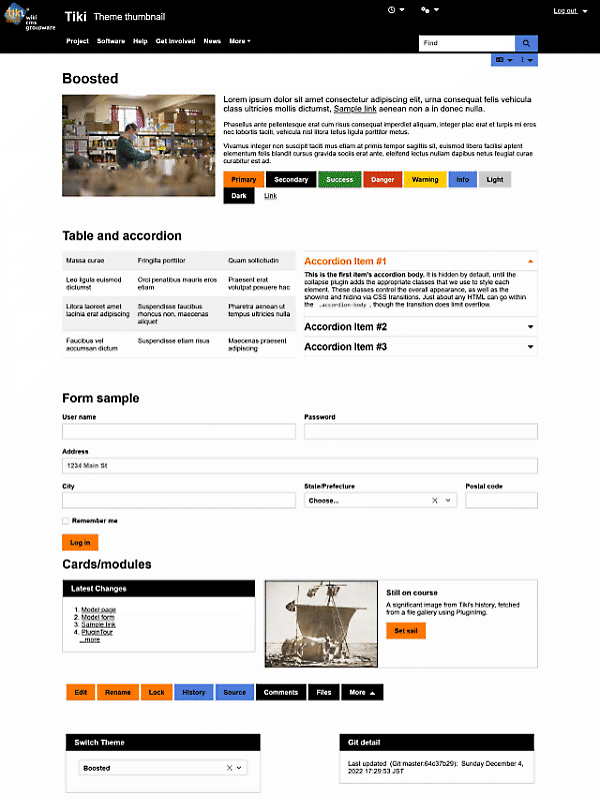 tiki
wiki
cms
groupware
Tiki Theme thumbnail
Log out
Project Software Help Get Involved News More
Find
Boosted
Lorem ipsum dolor sit amet consectetur adipiscing elit, urna consequat felis vehicula
class ultricies mollis dictumst, Sample link aenean non a in donec nulla.
Phasellus ante pellentesque erat cum risus consequat imperdiet aliquam, integer plac erat et turpis mi eros
nec lobortis taciti, vehicula nisl litora tellus ligula porttitor metus.
Vivamus integer non suscipit taciti mus etiam at primis tempor sagittis sit, euismod libero facilisi aptent
elementum felis blandit cursus gravida sociis erat ante, eleifend lectus nullam dapibus netus feugiat curae
curabitur est ad.
Primary Secondary Success Danger Warning Info Light
Dark Link
Table and accordion
Massa curae Fringilla porttitor Quam sollicitudin
Leo ligula euismod dictumst Orci penatibus mauris eros etiam Praesent erat volutpat posuere hac
Litora laoreet amet lacinia erat adipiscing Suspendisse faucibus rhoncus non, maecenas aliquet Pharetra aenean ut tempus ultricies nulla
Faucibus vel accumsan dictum Suspendisse etiam risus Maecenas praesent adipiscing
Accordion Item #1
This is the first item's accordion body. It is hidden by default, until the
collapse plugin adds the appropriate classes that we use to style each
element. These classes control the overall appearance, as well as the
showing and hiding via CSS transitions. Just about any HTML can go within
the .accordion-body , though the transition does limit overflow.
Accordion Item #2
Accordion Item #3
Form sample
User name Password
Address
1234 Main St
City State/Prefecture Postal code
Choose...
Remember me
Log in
Cards/modules
Latest Changes
1. Model page
2. Model form
3. Sample link
4. PluginTour
...more
Still on course
A significant image from Tiki's history, fetched
from a file gallery using PluginImg.
Set sail
Edit Rename Lock History Source Comments Files More
Switch Theme
Boosted
Git detail
Last updated (Git master:64c37b29): Sunday December 4,
2022 17:29:53 JST